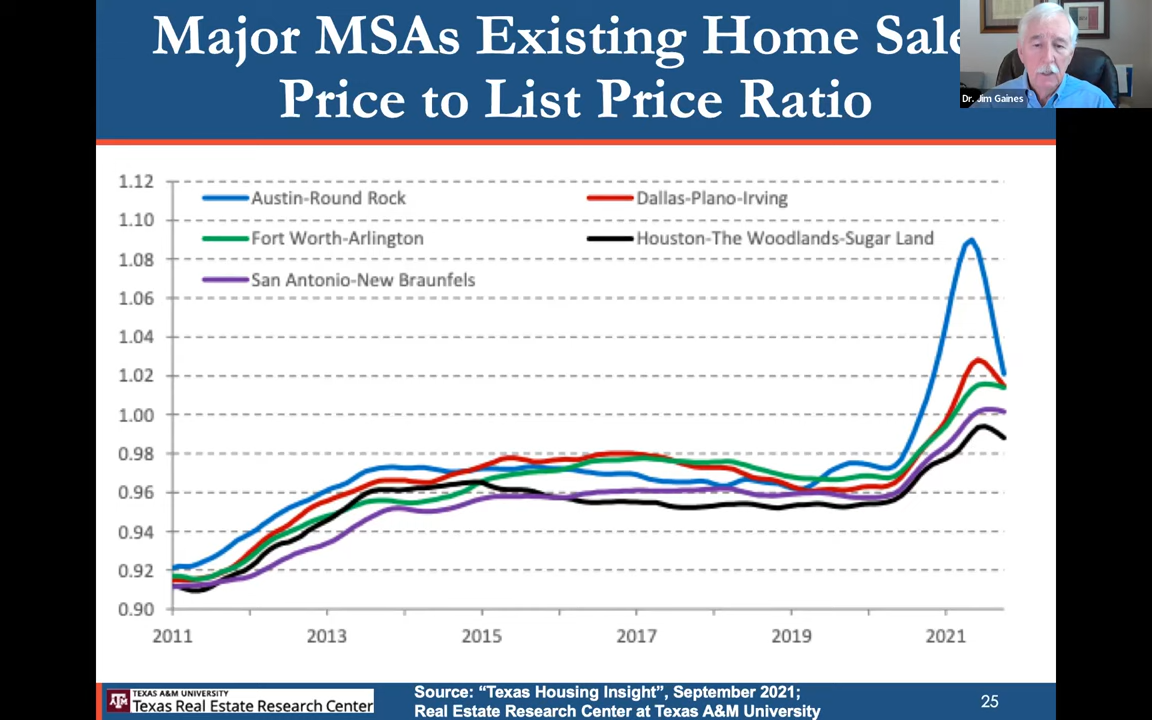 Major MSAs Existing Home Sale
Price to List Price Ratio
Dr. Jim Gaines
1.12
1.10
1.08
1.06
1.04
1.02
1.00
0.98
0.96
0.94
0.92
0.90
Austin-Round Rock
Dallas-Plano-Irving
Fort Worth-Arlington
Houston-The Woodlands-Sugar Land
San Antonio-New Braunfels
2011 2013 2015 2017 2019 2021
TEXAS A&M UNIVERSITY
Texas Real Estate Research Center
Source: “Texas Housing Insight”, September 2021;
Real Estate Research Center at Texas A&M University
25